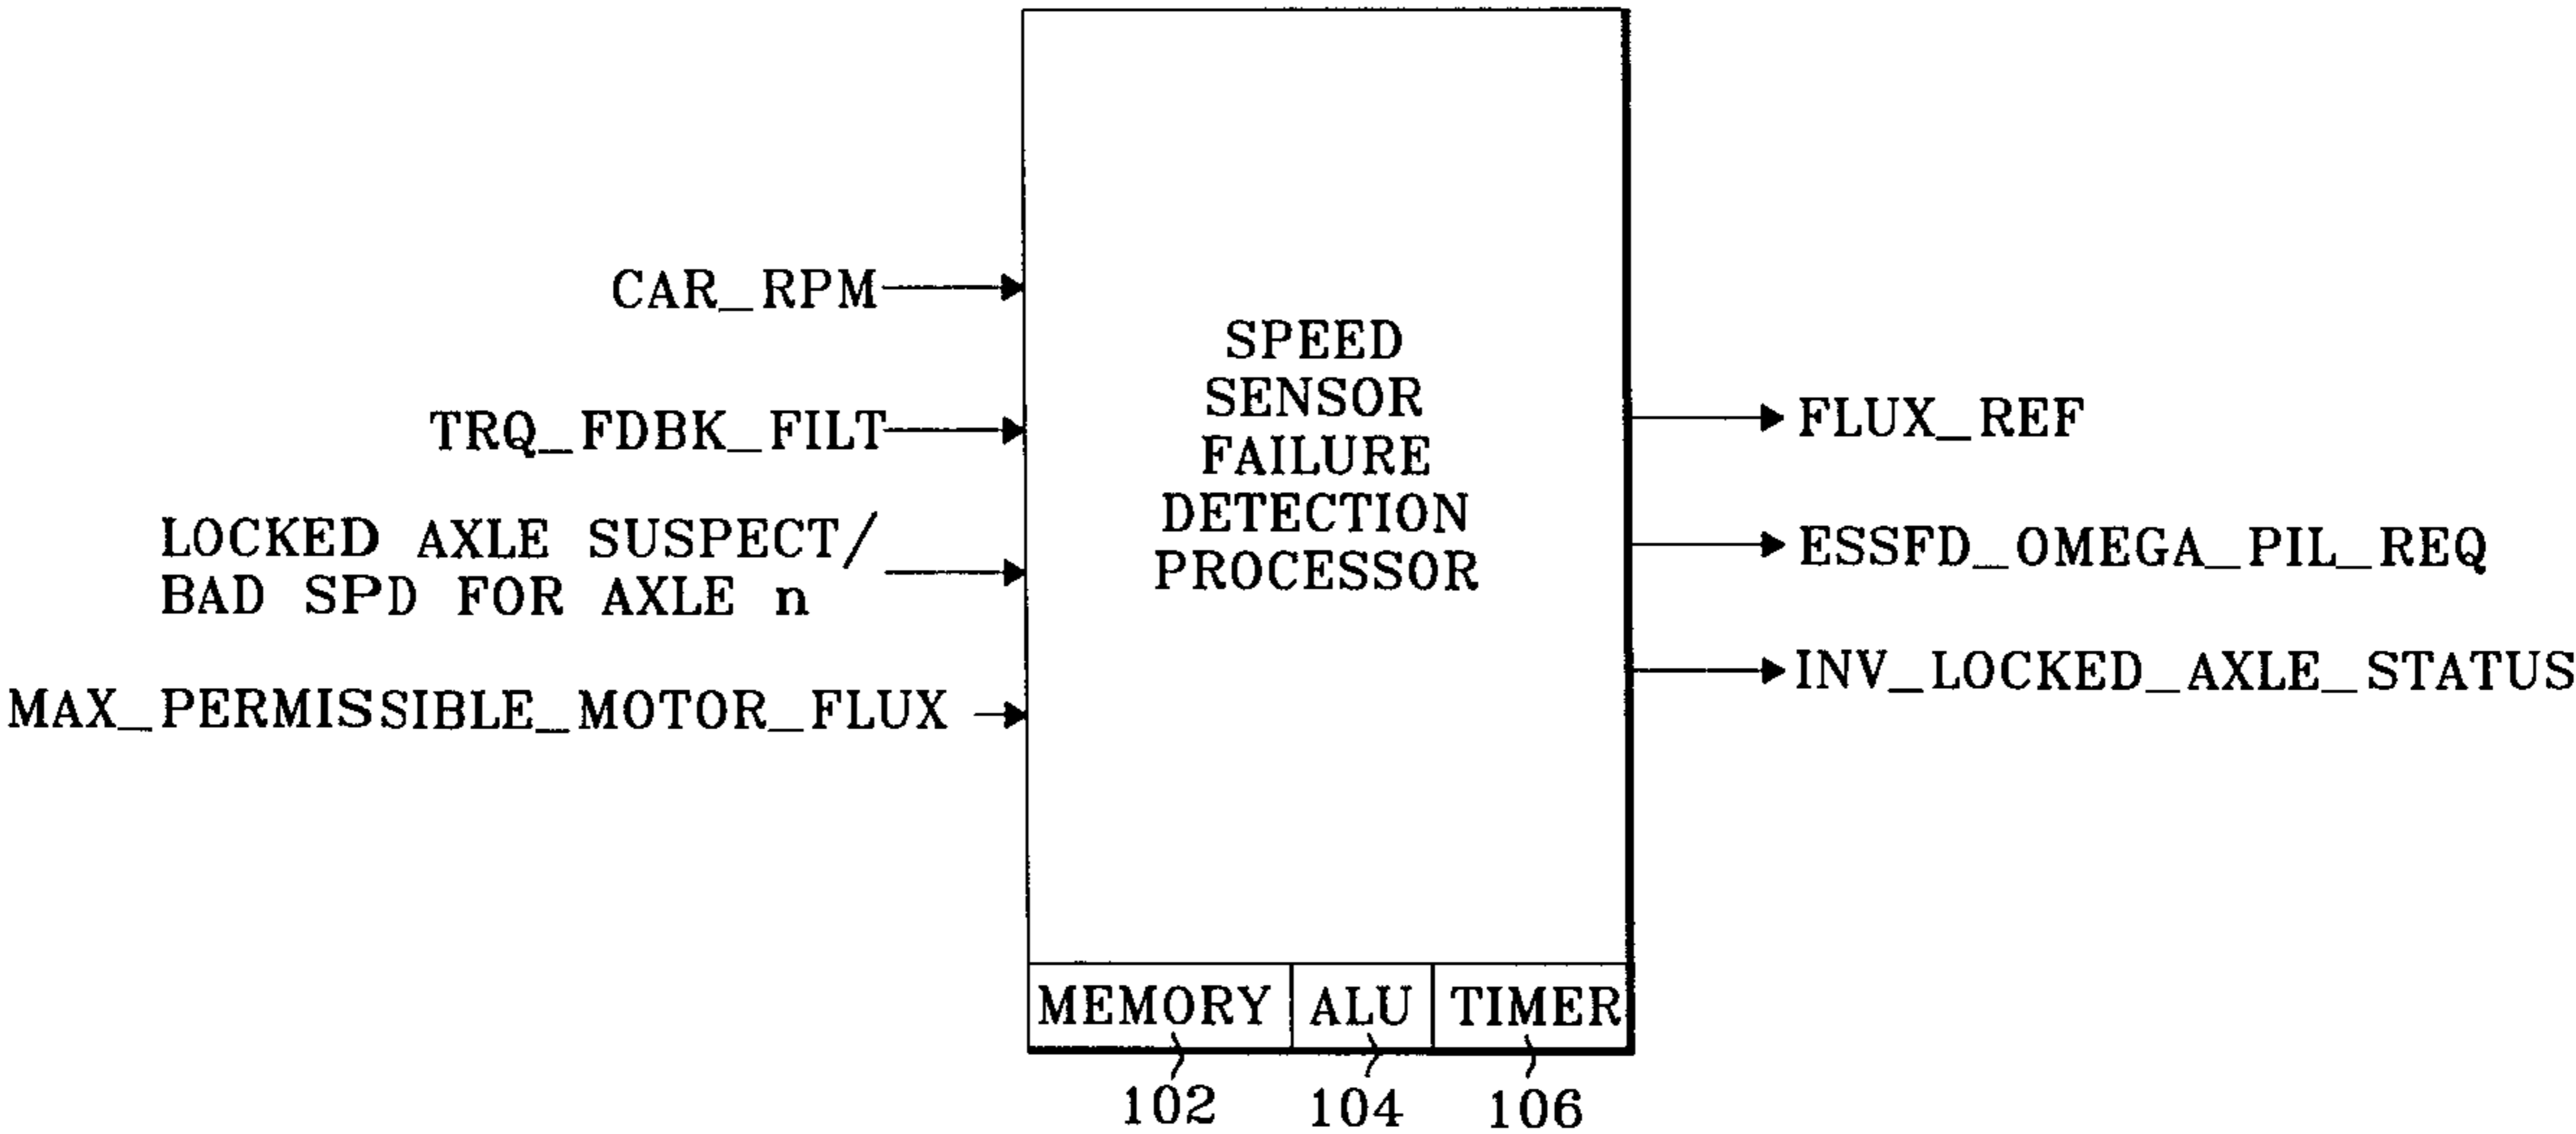 CAR_RPM
TRQ_FDBK_FILT
LOCKED AXLE SUSPECT/
BAD SPD FOR AXLE n
MAX_PERMISSIBLE_MOTOR_FLUX
SPEED
SENSOR
FAILURE
DETECTION
PROCESSOR
FLUX_REF
ESSFD_OMEGA_PIL_REQ
INV_LOCKED_AXLE_STATUS
MEMORY
ALU
TIMER
102
104
106